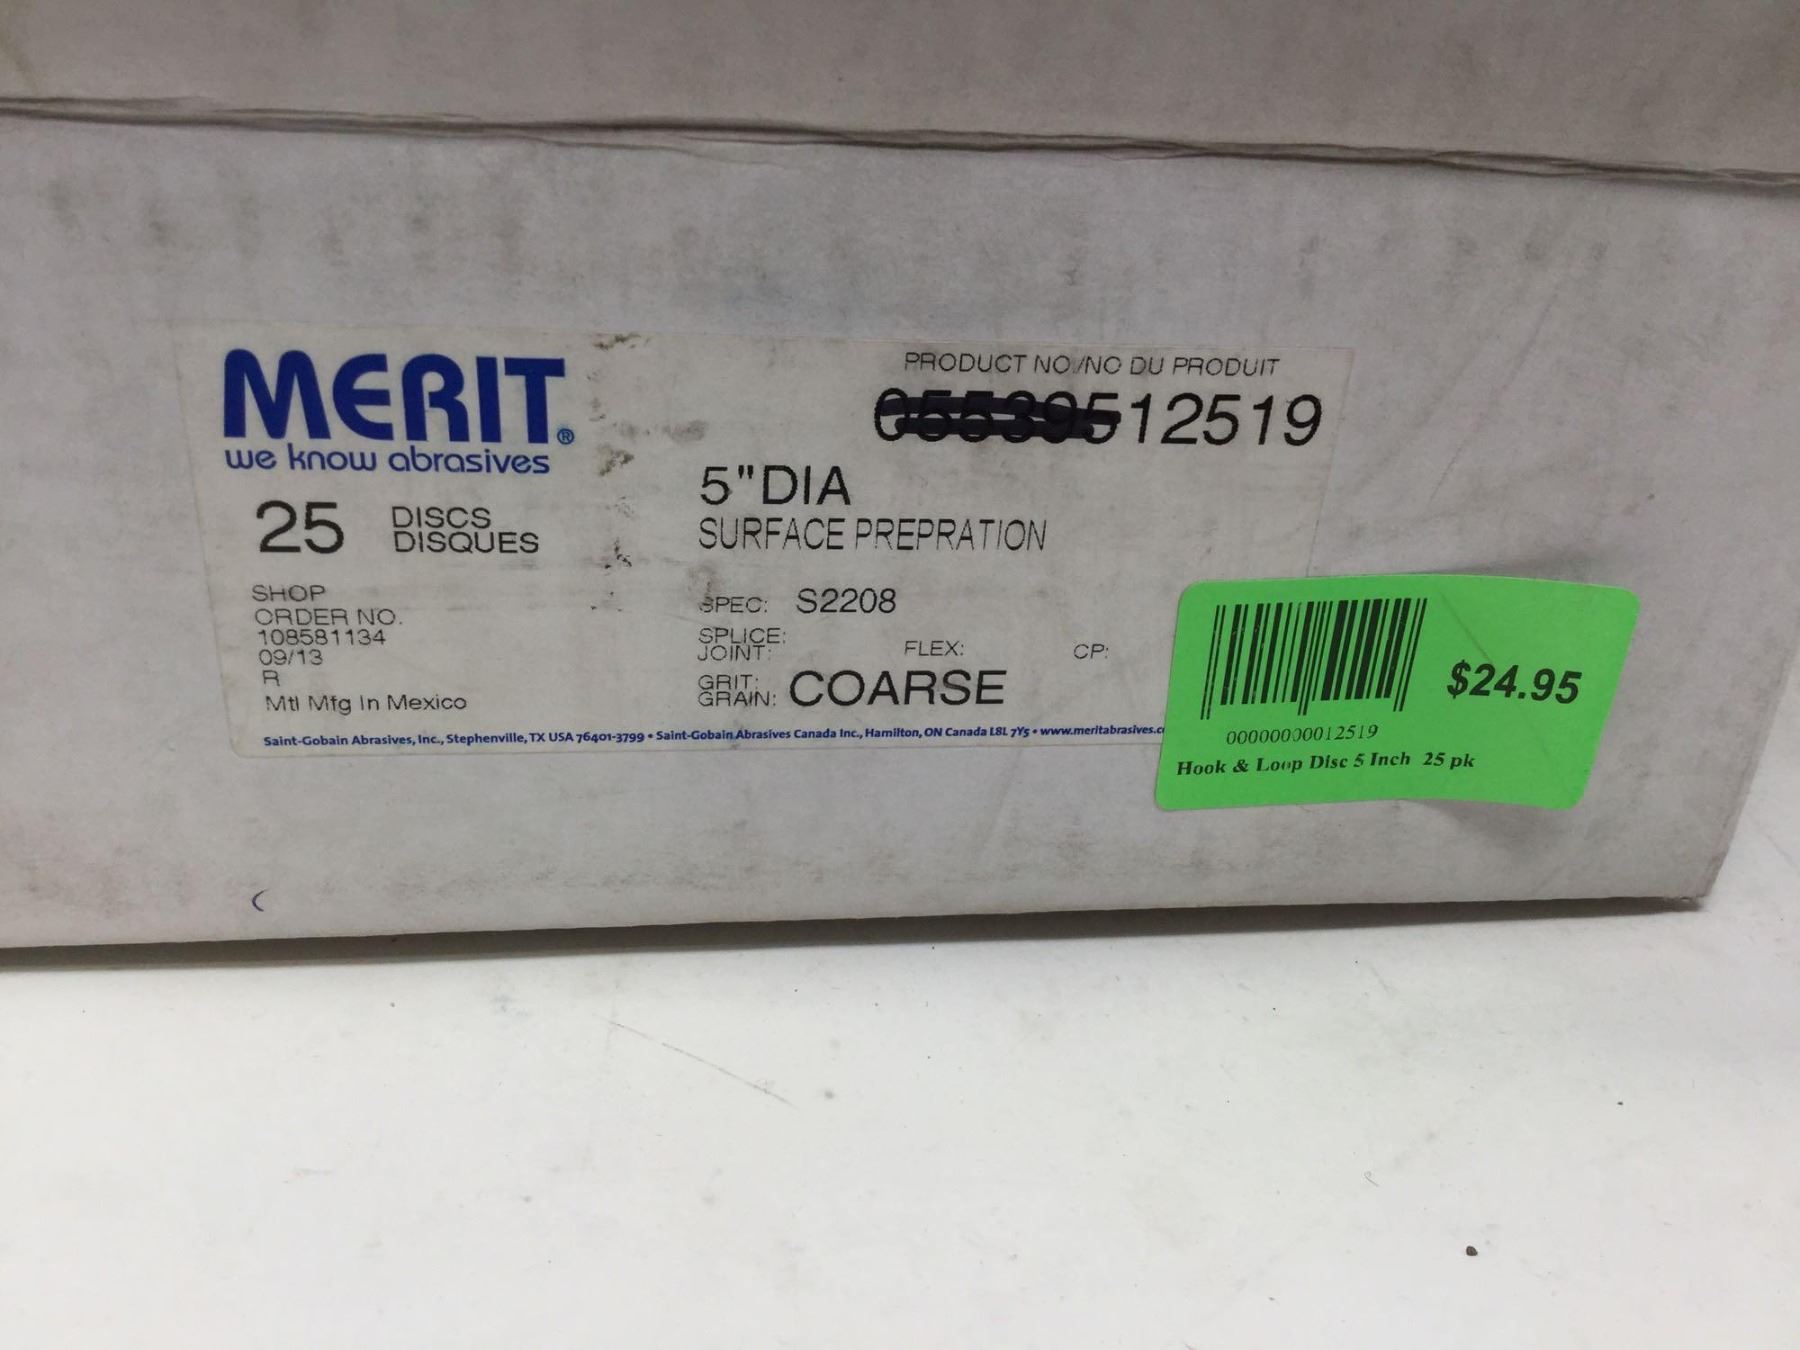 MERIT®
we know abrasives
25 DISCS
DISQUES
SHOP
ORDER NO.
108581134
09/13
R
Mtl Mfg In Mexico
PRODUCT NO./NO DU PRODUIT
05539512519
5"DIA
SURFACE PREPRATION
SPEC: S2208
SPLICE:
JOINT:
FLEX:
CP:
GRIT:
GRAIN: COARSE
Saint-Gobain Abrasives, Inc., Stephenville, TX USA 76401-3799 • Saint-Gobain Abrasives Canada Inc., Hamilton, ON Canada L8L 7Y5 • www.meritabrasives.c
$24.95
00000000012519
Hook & Loop Disc 5 Inch 25 pk